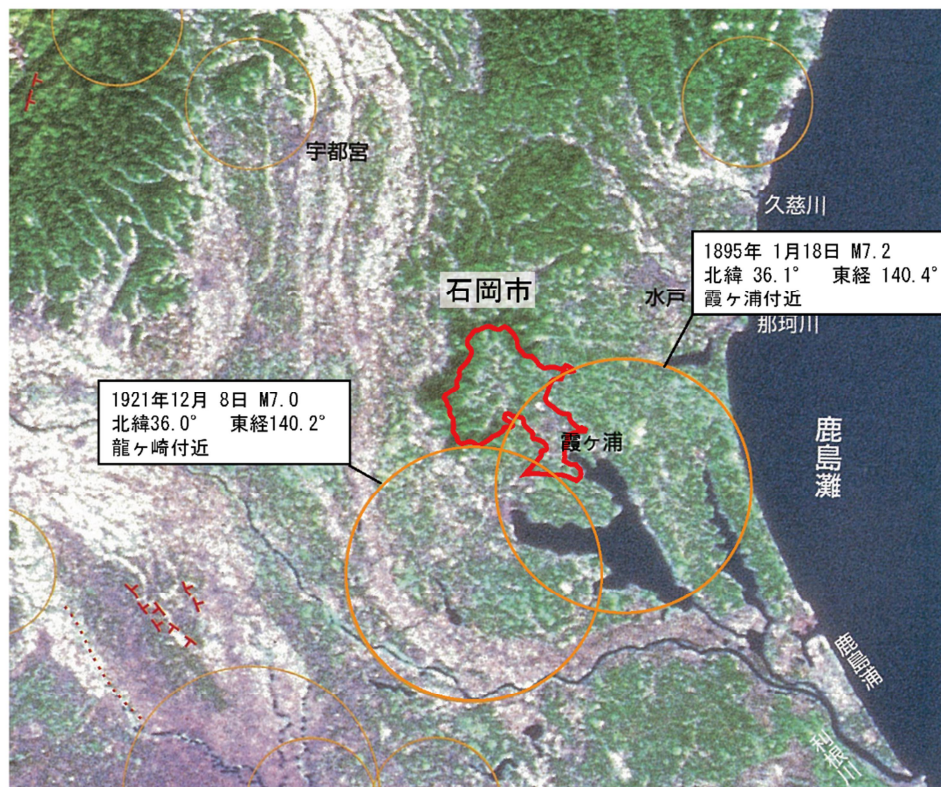 宇都宮
久慈川
1895年 1月18日 M7.2
北緯 36.1° 東経 140.4°
霞ヶ浦付近
石岡市
水戸
那珂川
1921年12月 8日 M7.0
北緯36.0° 東経140.2°
龍ヶ崎付近
霞ヶ浦
鹿島灘
鹿島浦
利根川